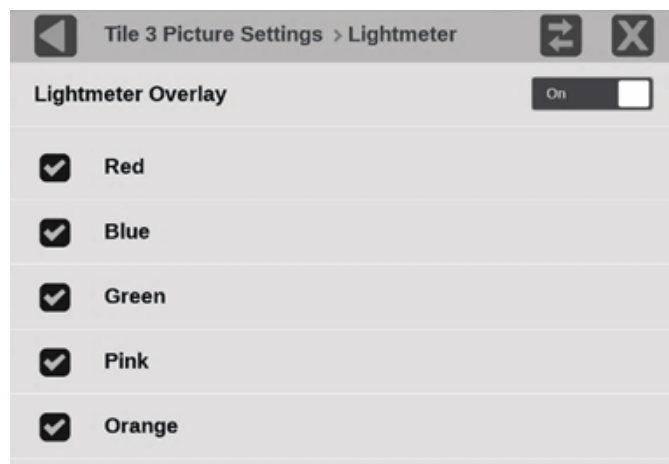 Tile 3 Picture Settings > Lightmeter
Lightmeter Overlay
On
Red
Blue
Green
Pink
Orange